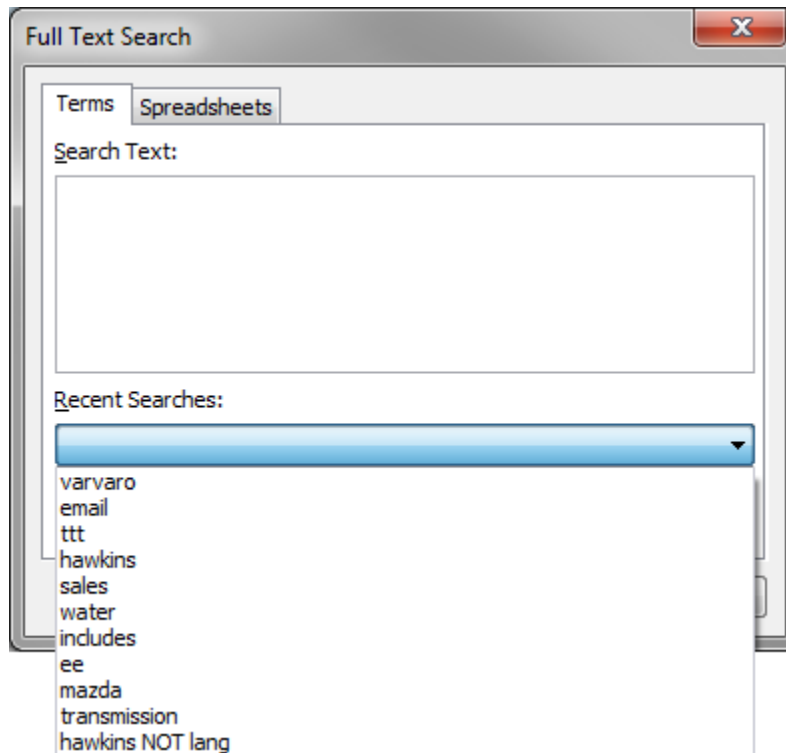 Full Text Search
Terms Spreadsheets
Search Text:
Recent Searches:
varvaro
email
ttt
hawkins
sales
water
includes
ee
mazda
transmission
hawkins NOT lang